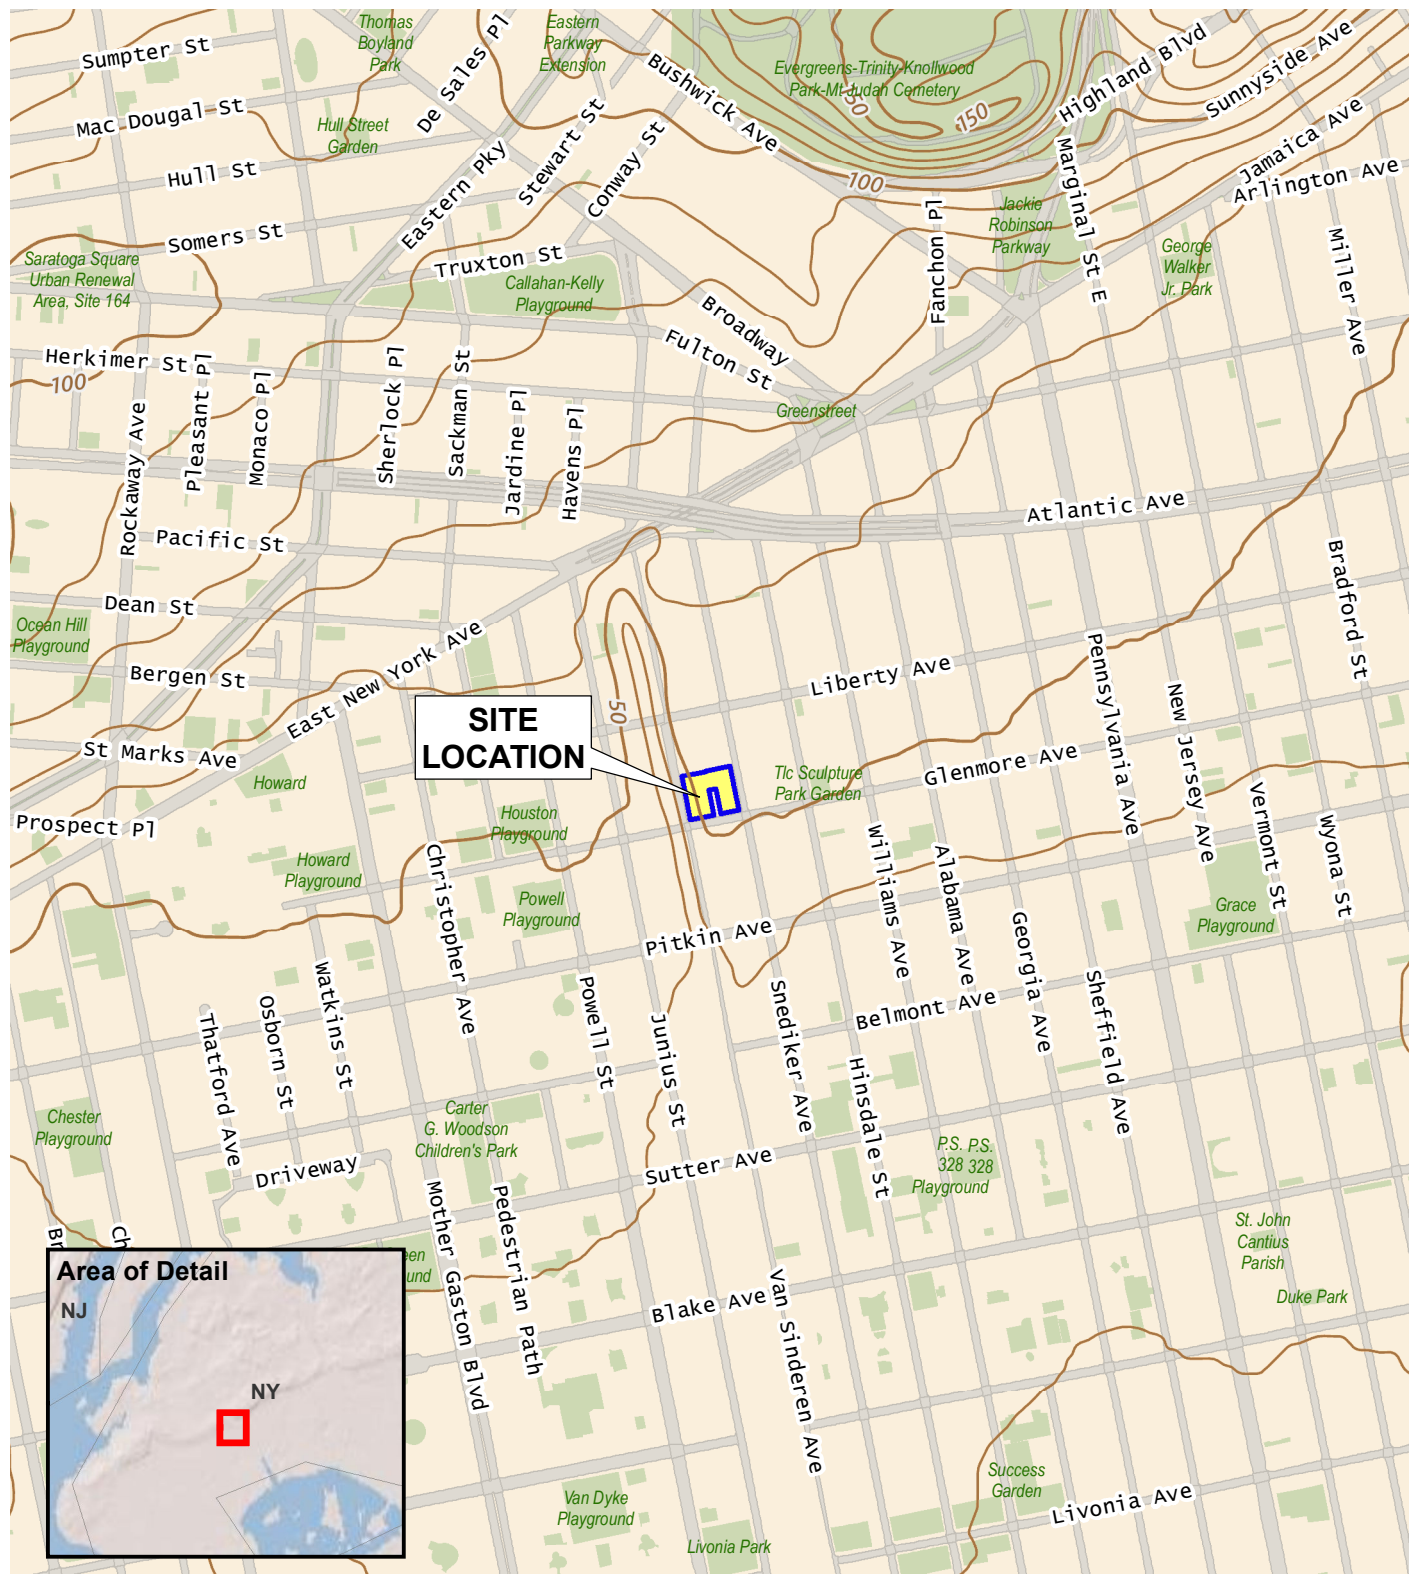 Sumpter St
Thomas
Boyland
Park
De Sales Pl
Eastern
Parkway
Extension
Bushwick Ave
Evergreens-Trinity-Knollwood
Park-Mt Judah Cemetery
50
150
Highland Blvd
Sunnyside Ave
Mac Dougal St
Hull Street
Garden
Hull St
Eastern Pky
Stewart St
Conway St
100
Marginal St E
Jamaica Ave
Arlington Ave
Somers St
Truxton St
Callahan-Kelly
Playground
Saratoga Square
Urban Renewal
Area, Site 164
Fanchon Pl
Jackie
Robinson
Parkway
George
Walker
Jr. Park
Miller Ave
Broadway
Fulton St
Herkimer St
100
Rockaway Ave
Pleasant Pl
Monaco Pl
Sherlock Pl
Sackman St
Jardine Pl
Havens Pl
Greenstreet
Atlantic Ave
Pacific St
Dean St
Ocean Hill
Playground
Bergen St
East New York Ave
St Marks Ave
Howard
Prospect Pl
Howard
Playground
50
SITE
LOCATION
Liberty Ave
Bradford St
Pennsylvania Ave
New Jersey Ave
Glenmore Ave
Tlc Sculpture
Park Garden
Houston
Playground
Vermont St
Wyona St
Williams Ave
Alabama Ave
Christopher Ave
Powell
Playground
Grace
Playground
Pitkin Ave
Georgia Ave
Belmont Ave
Sheffield Ave
Watkins St
Osborn St
Thatford Ave
Powell St
Junius St
Snediker Ave
Hinsdale St
Chester
Playground
Carter
G. Woodson
Children's Park
P.S. P.S.
328 328
Playground
Driveway
Sutter Ave
Mother Gaston Blvd
Pedestrian Path
St. John
Cantius
Parish
Duke Park
Br
Ch
een
und
Blake Ave
Van Sinderen Ave
Area of Detail
NJ
NY
Success
Garden
Livonia Ave
Van Dyke
Playground
Livonia Park